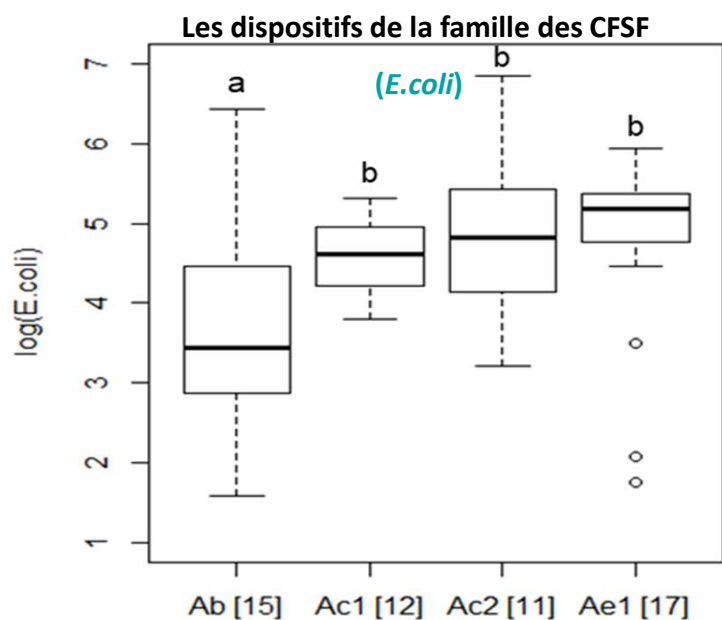 Les dispositifs de la famille des CFSF
(E.coli)
a
b
b
b
log(E.coli)
7
6
5
4
3
2
1
Ab [15] Ac1 [12] Ac2 [11] Ae1 [17]